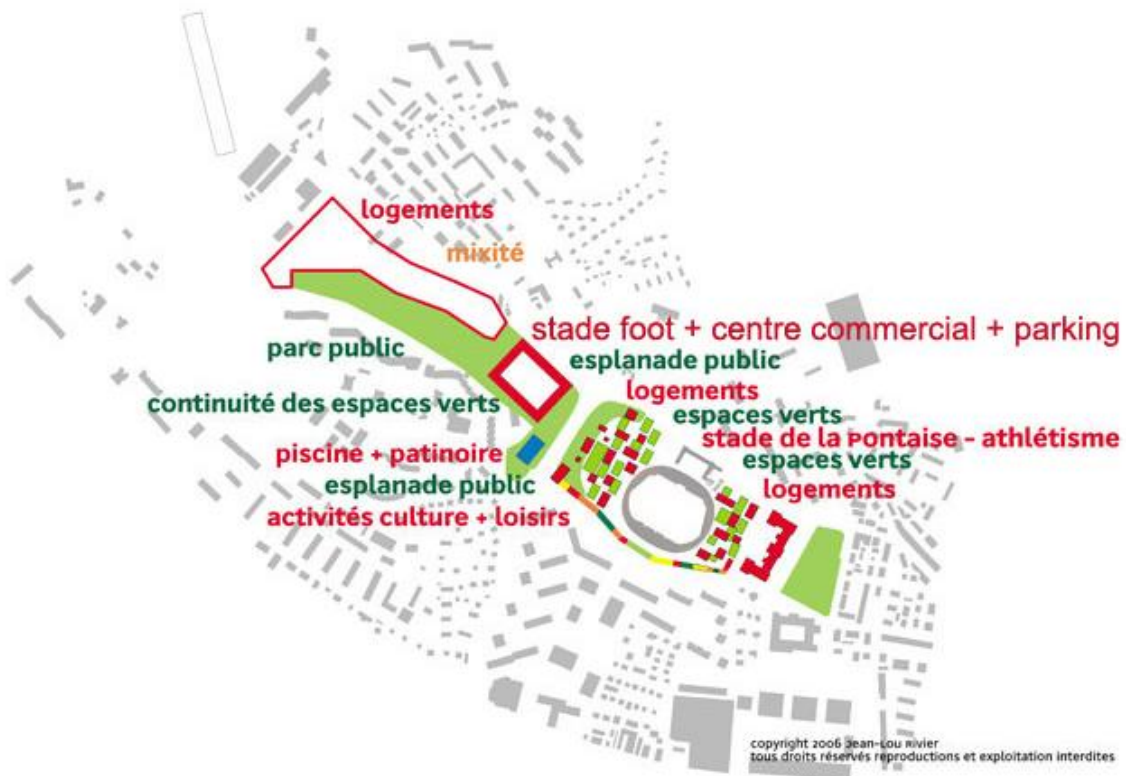 logements
mixité
stade foot + centre commercial + parking
parc public
esplanade public
logements
continuité des espaces verts
espaces verts
stade de la Pontaise - athlétisme
piscine + patinoire
espaces verts
esplanade public
logements
activités culture + loisirs
copyright 2006 Jean-Lou Rivier
tous droits réservés reproductions et exploitation interdites